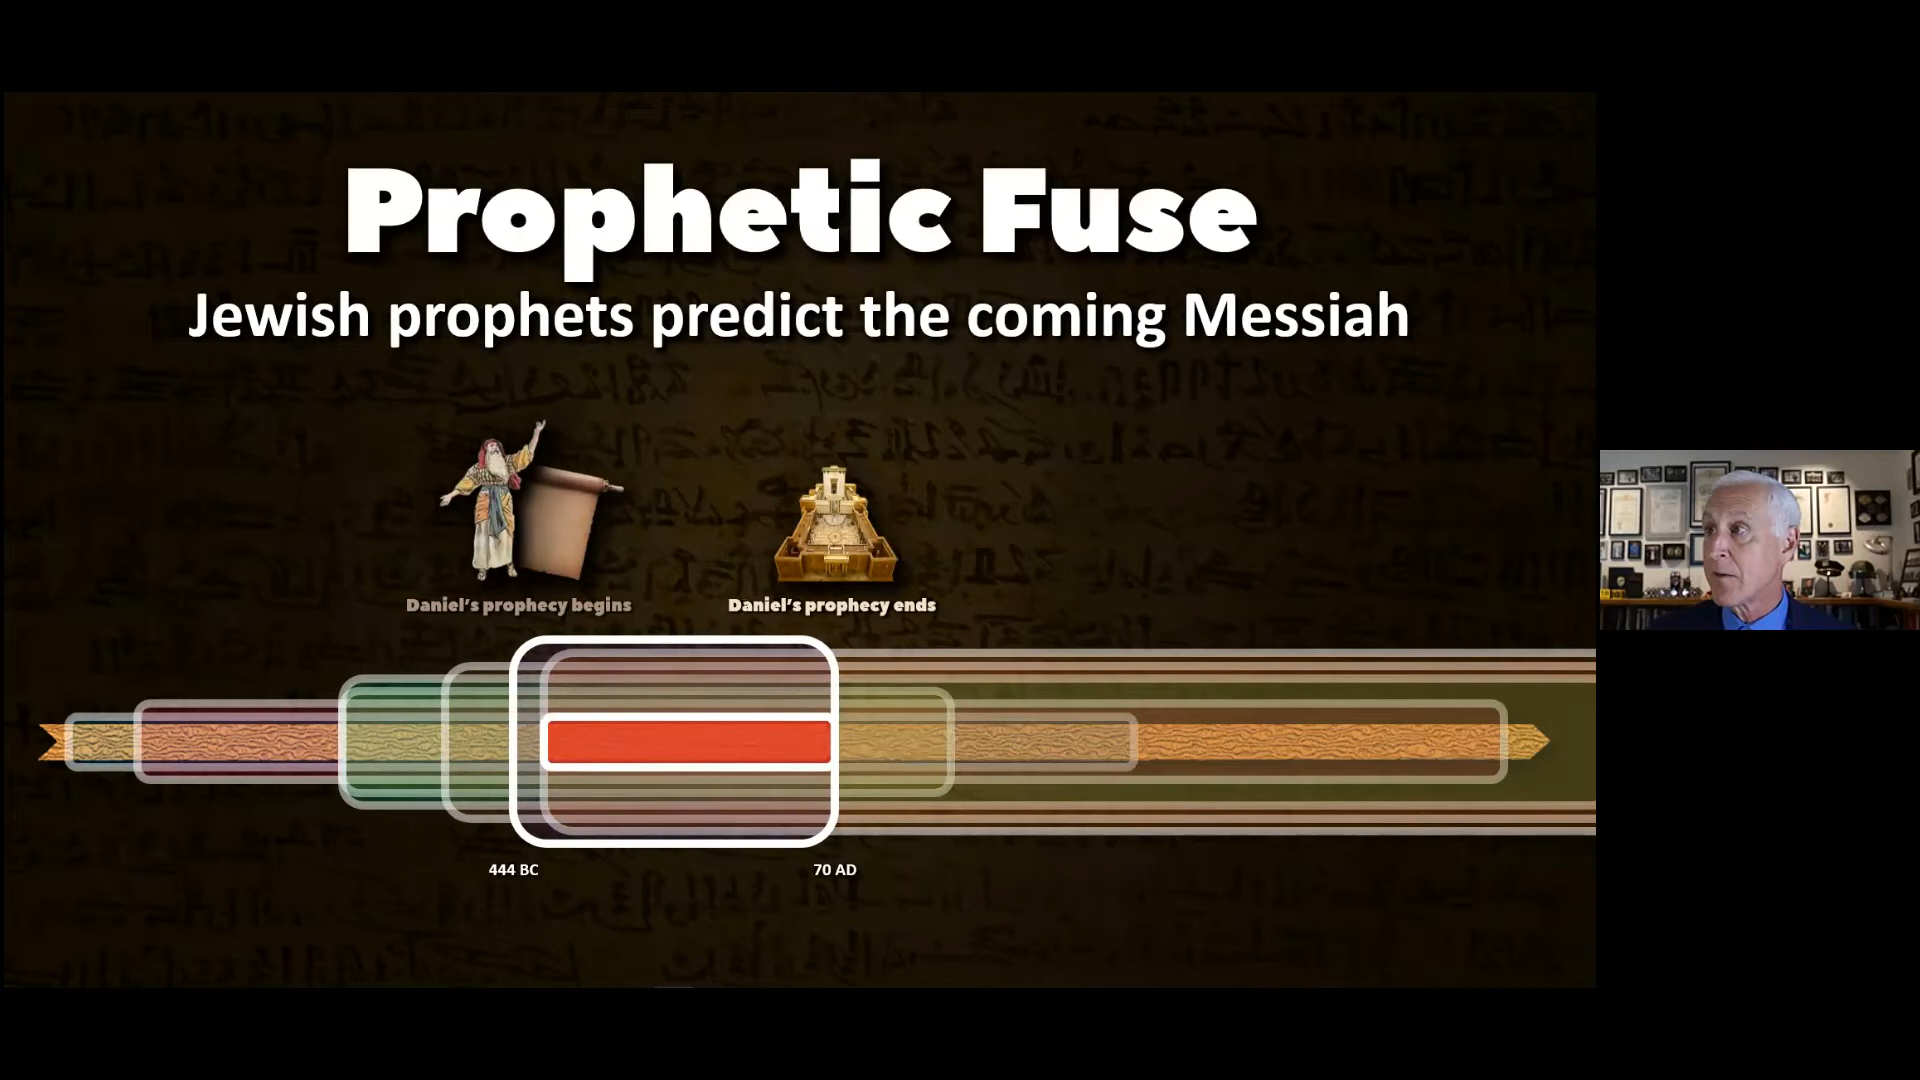 Prophetic Fuse
Jewish prophets predict the coming Messiah
Daniel's prophecy begins
Daniel's prophecy ends
444 BC
70 AD